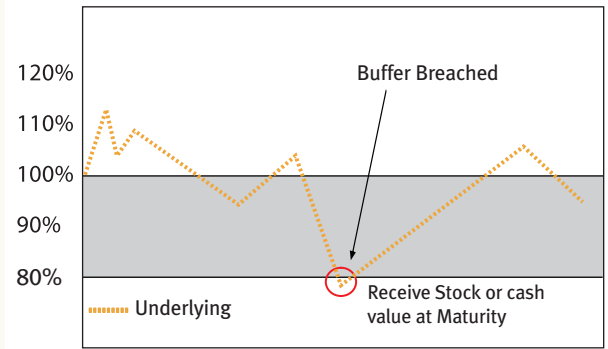 120%
Buffer Breached
110%
100%
90%
80%
Underlying
Receive Stock or cash
value at Maturity